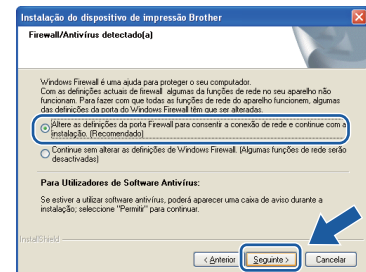 Instalação do dispositivo de impressão Brother
Firewall/Antivírus detectado(a)
Windows Firewall é uma ajuda para proteger o seu computador.
Com as definições actuais de firewall algumas da funções de rede no seu aparelho não
funcionam. Para fazer com que todas as funções de rede do aparelho funcionem, algumas
das definições da porta do Windows Firewall têm que ser alteradas.
Altere as definições da porta Firewall para consentir a conexão de rede e continue com a
instalação. (Recomendado)
Continue sem alterar as definições de Windows Firewall. (Algumas funções de rede serão
desactivadas)
Para Utilizadores de Software Antivírus:
Se estiver a utilizar software antivírus, poderá aparecer uma caixa de aviso durante a
instalação; seleccione "Permitir" para continuar.
InstallShield
< Anterior
Seguinte >
Cancelar